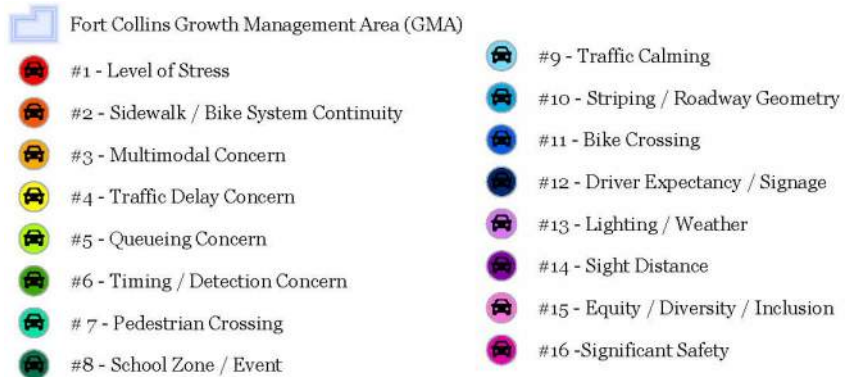 Fort Collins Growth Management Area (GMA)
#1 - Level of Stress
#2 - Sidewalk / Bike System Continuity
#3 - Multimodal Concern
#4 - Traffic Delay Concern
#5 - Queueing Concern
#6 - Timing / Detection Concern
# 7 - Pedestrian Crossing
#8 - School Zone / Event
#9 - Traffic Calming
#10 - Striping / Roadway Geometry
#11 - Bike Crossing
#12 - Driver Expectancy / Signage
#13 - Lighting / Weather
#14 - Sight Distance
#15 - Equity / Diversity / Inclusion
#16 -Significant Safety